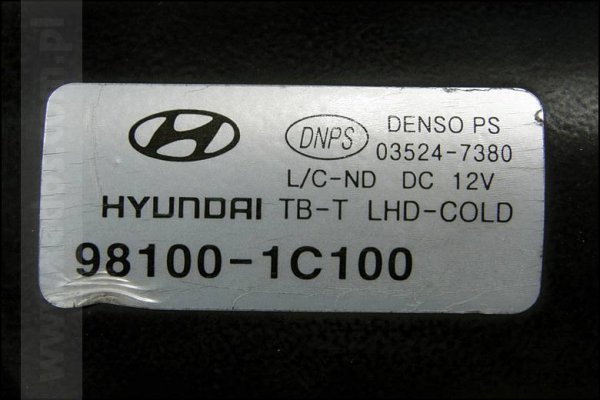 DNPS DENSO PS
03524-7380
L/C-ND DC 12V
HYUNDAI TB-T LHD-COLD
98100-1C100